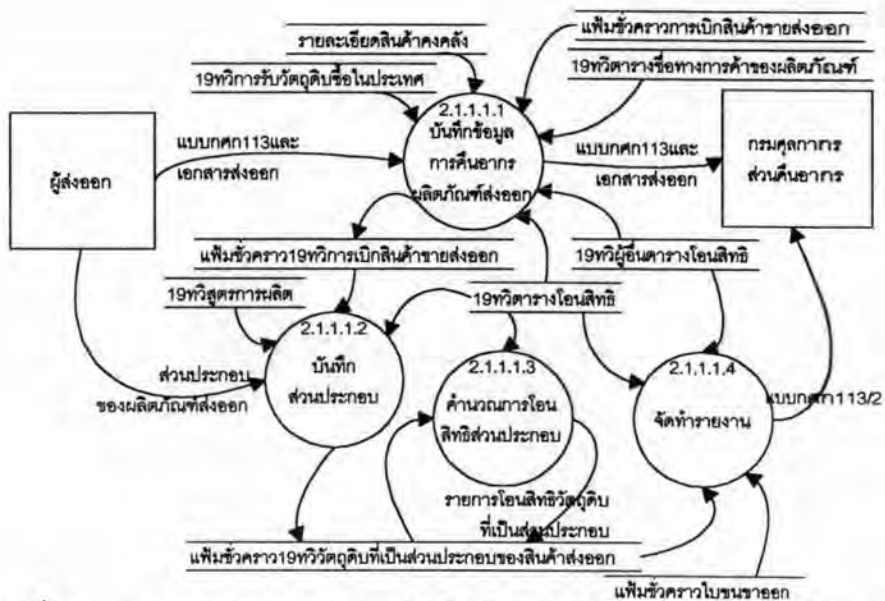 รายละเอียดสินค้าคงคลัง
แฟ้มชั่วคราวการเบิกสินค้าขายส่งออก
19ทวิการรับวัตถุดิบซื้อในประเทศ
19ทวิตารางชื่อทางการค้าของผลิตภัณฑ์
2.1.1.1.1
บันทึกข้อมูล
การคืนอากร
ผลิตภัณฑ์ส่งออก
ผู้ส่งออก
แบบกศก113และ
เอกสารส่งออก
แบบกศก113และ
เอกสารส่งออก
กรมศุลกากร
ส่วนคืนอากร
แฟ้มชั่วคราว19ทวิการเบิกสินค้าขายส่งออก
19ทวิผู้อื่นตารางโอนสิทธิ
19ทวิสูตรการผลิต
19ทวิตารางโอนสิทธิ
2.1.1.1.2
บันทึก
ส่วนประกอบ
2.1.1.1.3
คำนวณการโอน
สิทธิส่วนประกอบ
2.1.1.1.4
จัดทำรายงาน
ส่วนประกอบ
ของผลิตภัณฑ์ส่งออก
แบบกศก113/2
รายการโอนสิทธิวัตถุดิบ
ที่เป็นส่วนประกอบ
แฟ้มชั่วคราว19ทวิวัตถุดิบที่เป็นส่วนประกอบของสินค้าส่งออก
แฟ้มชั่วคราวใบขนขาออก